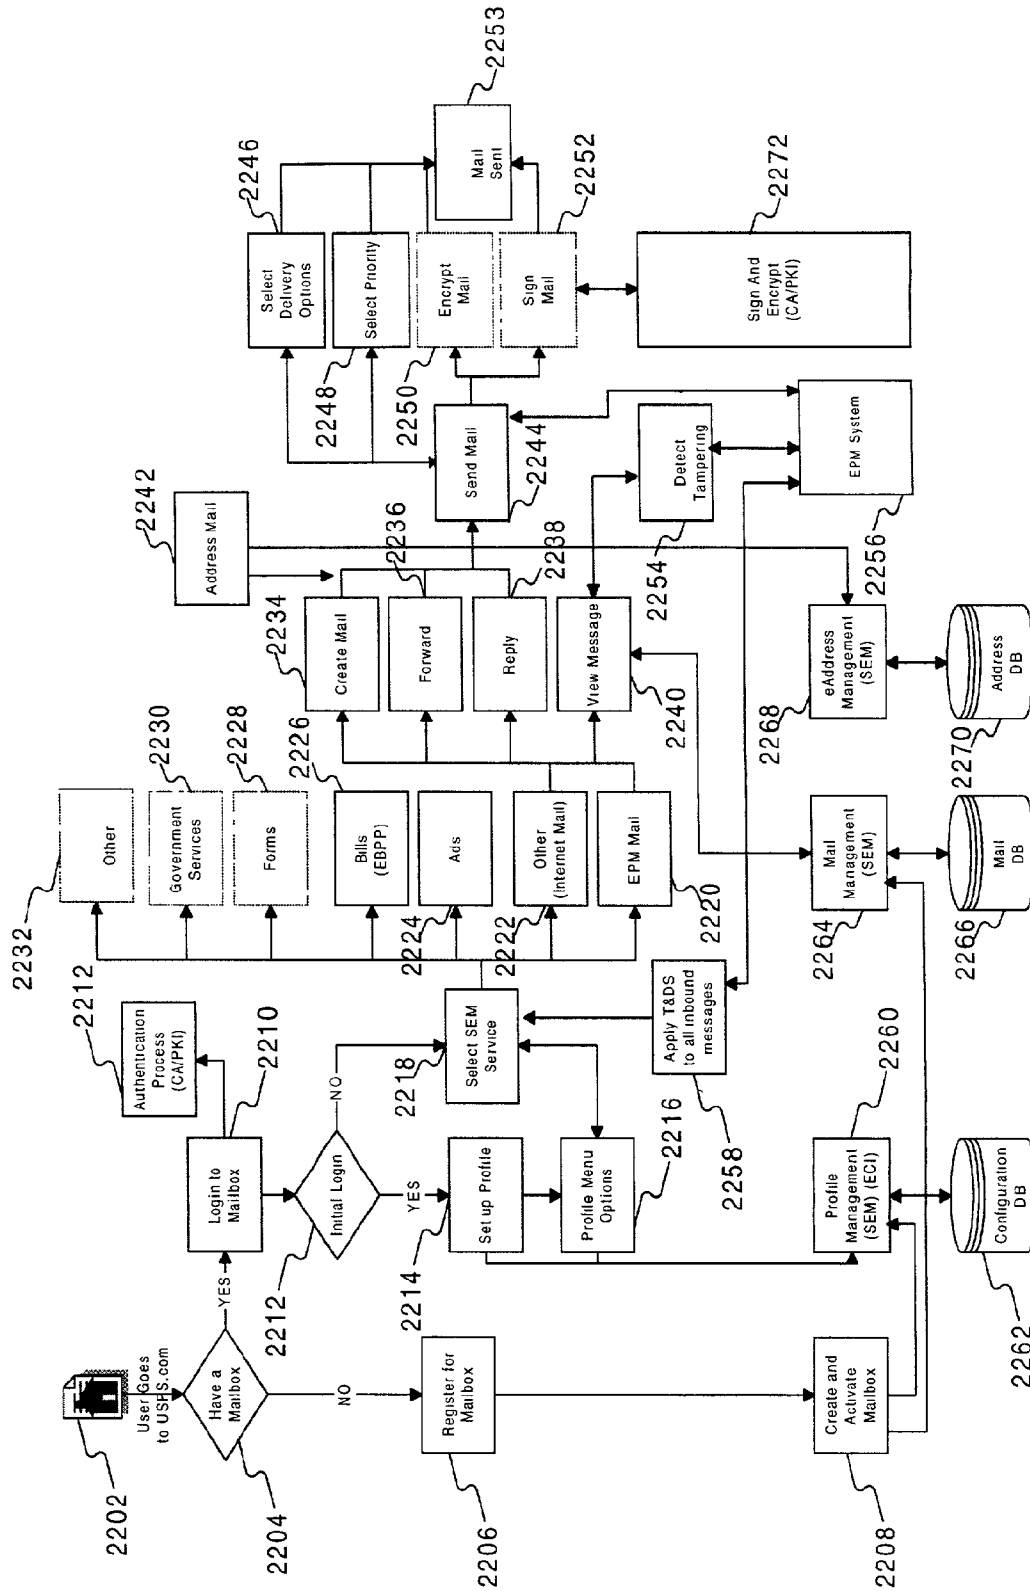 2202
User Goes
to USPS.com
2204
Have a
Mailbox
YES
NO
2206
Register for
Mailbox
2208
Create and
Activate
Mailbox
2212
Authentication
Process
(CA/PKI)
2210
Login to
Mailbox
2212
Initial Login
NO
YES
2214
Set up Profile
2216
Profile Menu
Options
2218
Select SEM
Service
2258
Apply T&DS
to all inbound
messages
2260
Profile
Management
(SEM) (ECI)
2262
Configuration
DB
2232
Other
2230
Government
Services
2228
Forms
2226
Bills
(EBPP)
2224
Ads
2222
Other
(Internet Mail)
2220
EPM Mail
2264
Mail
Management
(SEM)
2266
Mail
DB
2242
Address Mail
2234
Create Mail
2236
Forward
2238
Reply
2240
View Message
2268
eAddress
Management
(SEM)
2270
Address
DB
2244
Send Mail
2254
Detect
Tampering
2256
EPM System
2246
Select
Delivery
Options
2248
Select Priority
2250
Encrypt
Mail
2252
Sign
Mail
2253
Mail
Sent
2272
Sign And
Encrypt
(CA/PKI)